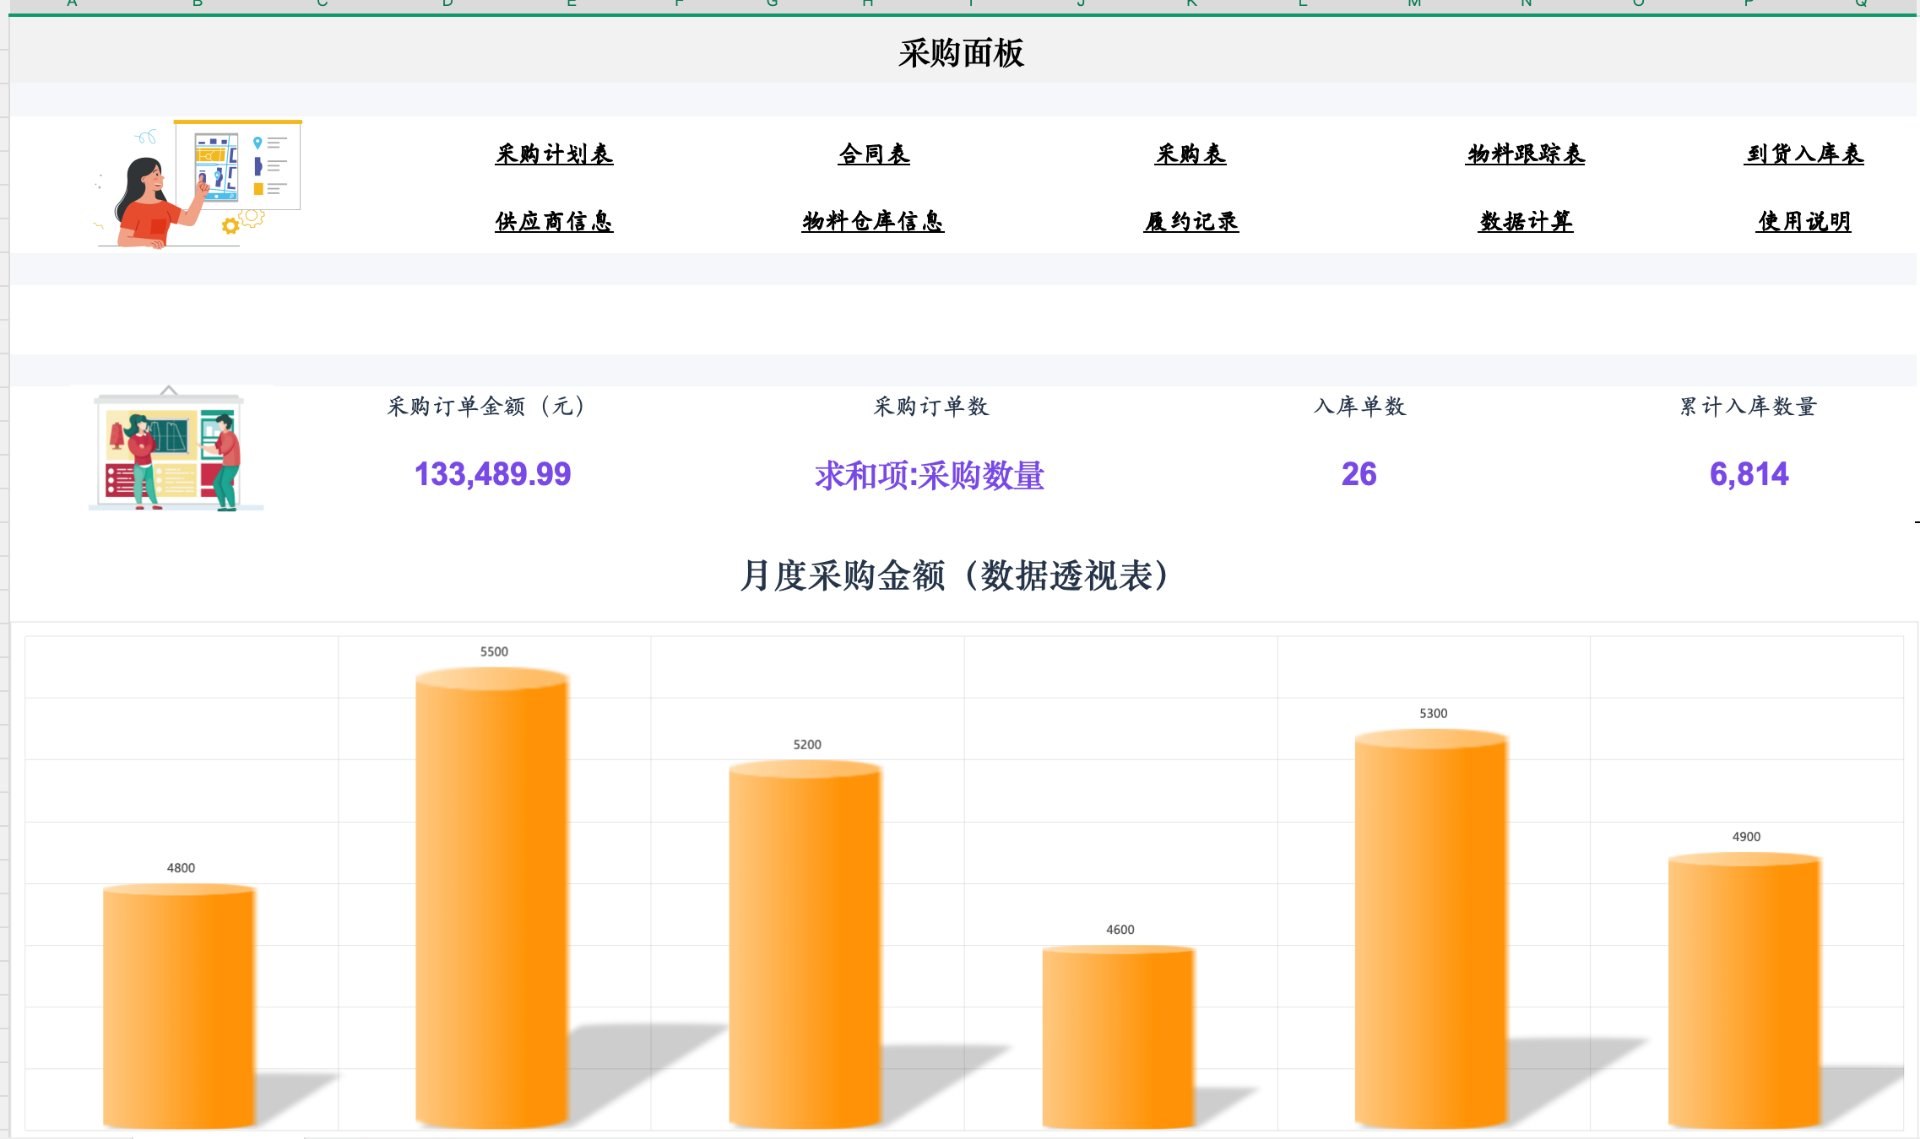 A B C D E F G H I J K L M N O P Q
采购面板
采购计划表 合同表 采购表 物料跟踪表 到货入库表
供应商信息 物料仓库信息 履约记录 数据计算 使用说明
采购订单金额（元） 采购订单数 入库单数 累计入库数量
133,489.99 求和项:采购数量 26 6,814
月度采购金额（数据透视表）
5500
5300
5200
4900
4800
4600